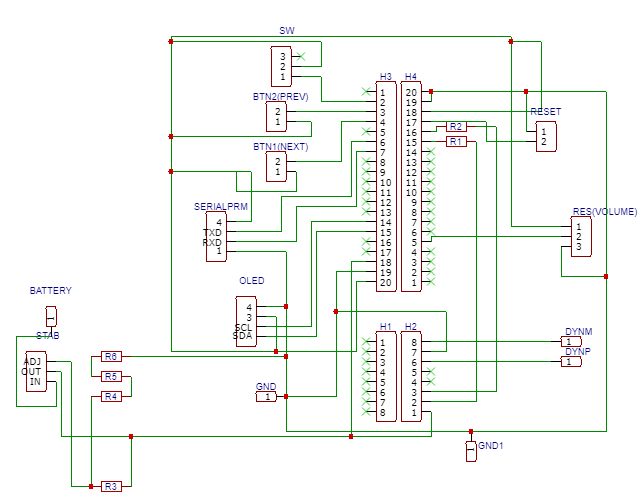 SW
3
2
1
H3 H4
BTN2(PREV)
2
1
BTN1(NEXT)
2
1
SERIALPRM
4
TXD
RXD
1
OLED
4
3
SCL
SDA
1
2
3
4
5
6
7
8
9
10
11
12
13
14
15
16
17
18
19
20
20
19
18
17
16
15
14
13
12
11
10
9
8
7
6
5
4
3
2
1
R2
R1
RESET
1
2
RES(VOLUME)
1
2
3
BATTERY
1
STAB
ADJ
OUT
IN
R6
R5
R4
R3
GND
1
H1 H2
1
2
3
4
5
6
7
8
8
7
6
5
4
3
2
1
DYNM
1
DYNP
1
GND1
1